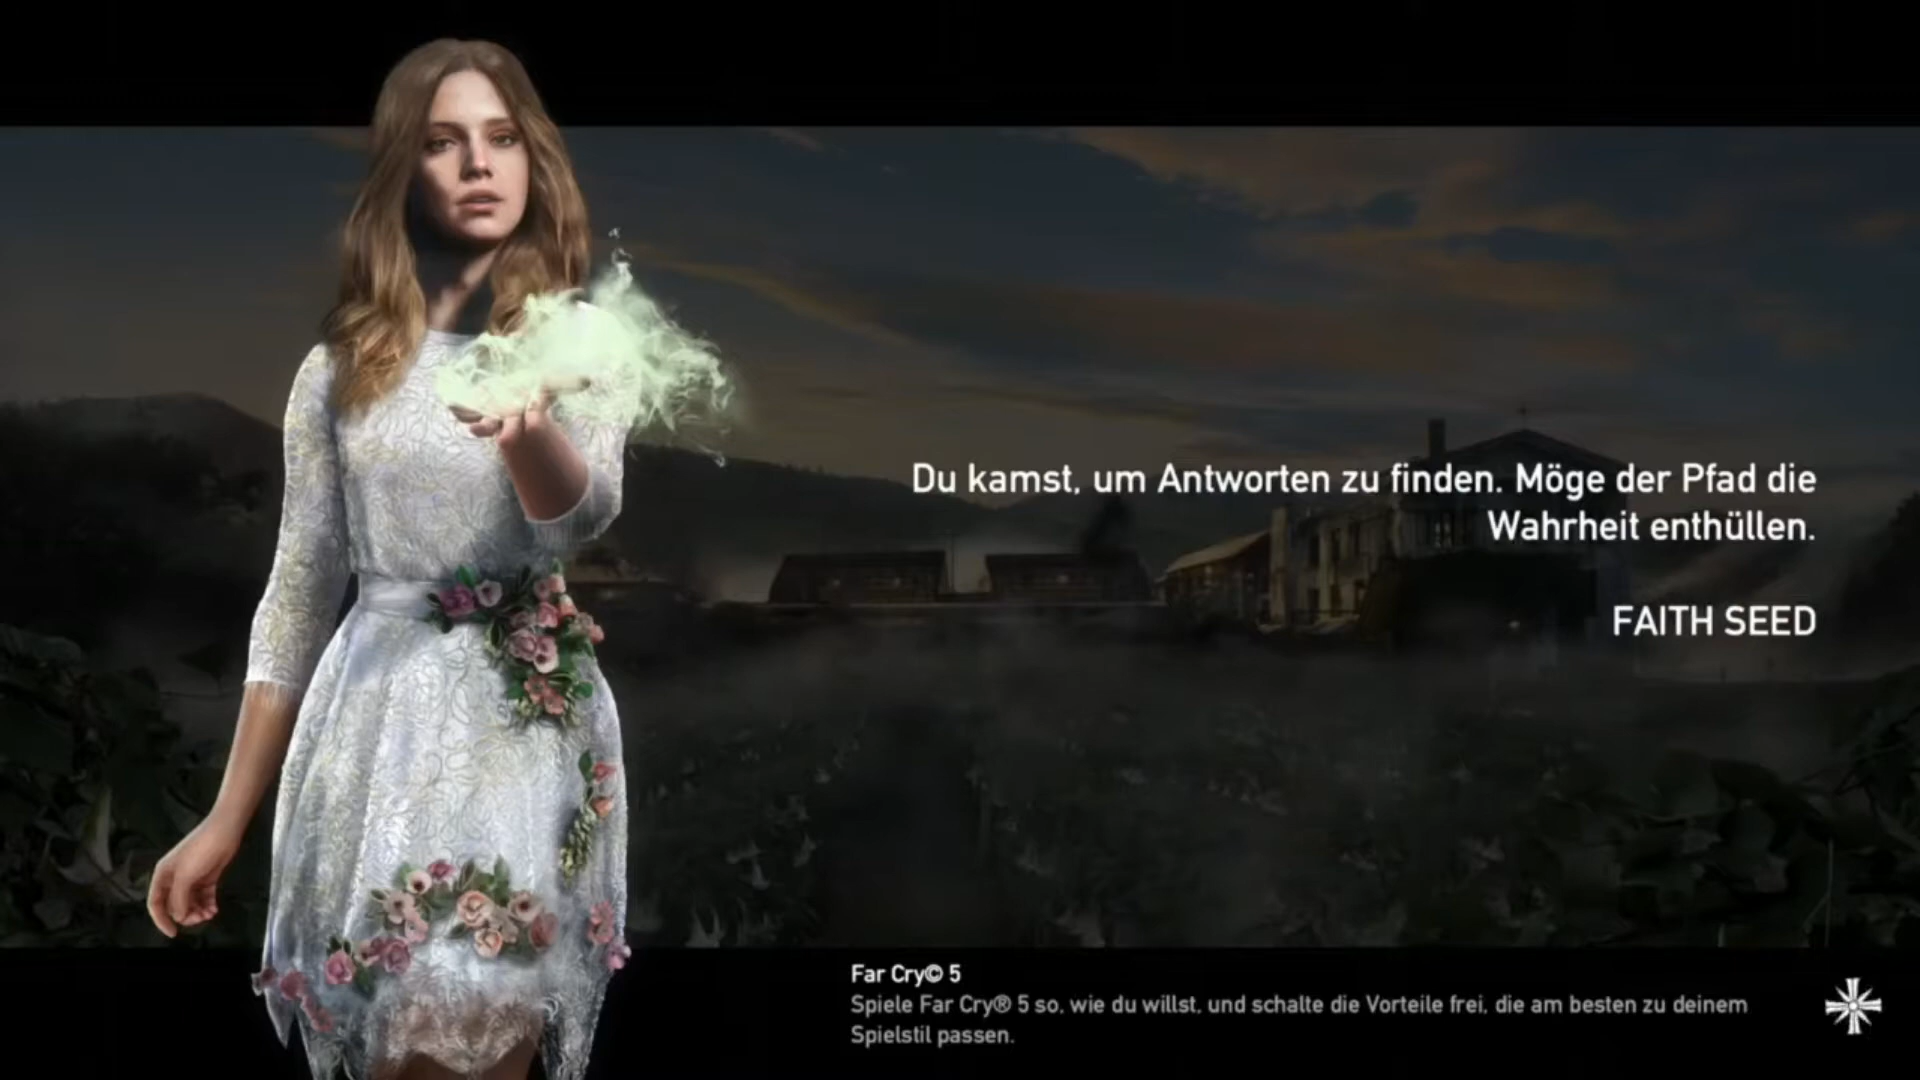 Du kamst, um Antworten zu finden. Möge der Pfad die
Wahrheit enthüllen.
FAITH SEED
Far Cry© 5
Spiele Far Cry® 5 so, wie du willst, und schalte die Vorteile frei, die am besten zu deinem
Spielstil passen.